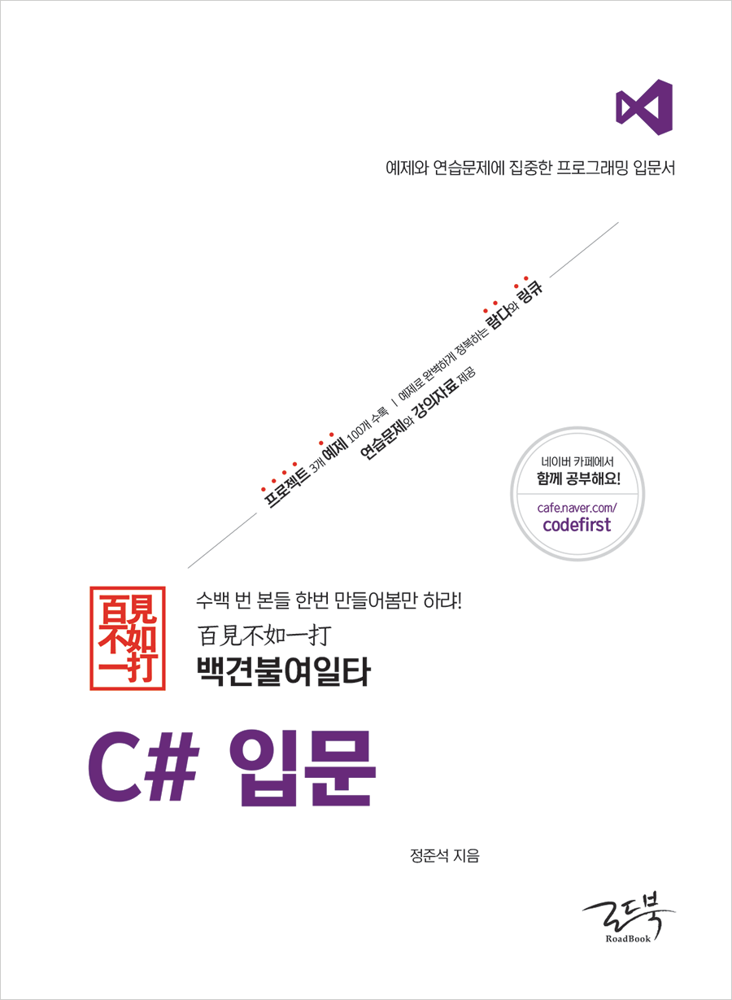 예제와 연습문제에 집중한 프로그래밍 입문서
프로젝트 3개 예제 100개 수록 | 예제로 완벽하게 정복하는 람다와 링큐
연습문제와 강의자료 제공
네이버 카페에서
함께 공부해요!
cafe.naver.com/
codefirst
百見
不如
一打
수백 번 본들 한번 만들어봄만 하랴!
百見不如一打
백견불여일타
C# 입문
정준석 지음
로드북
RoadBook